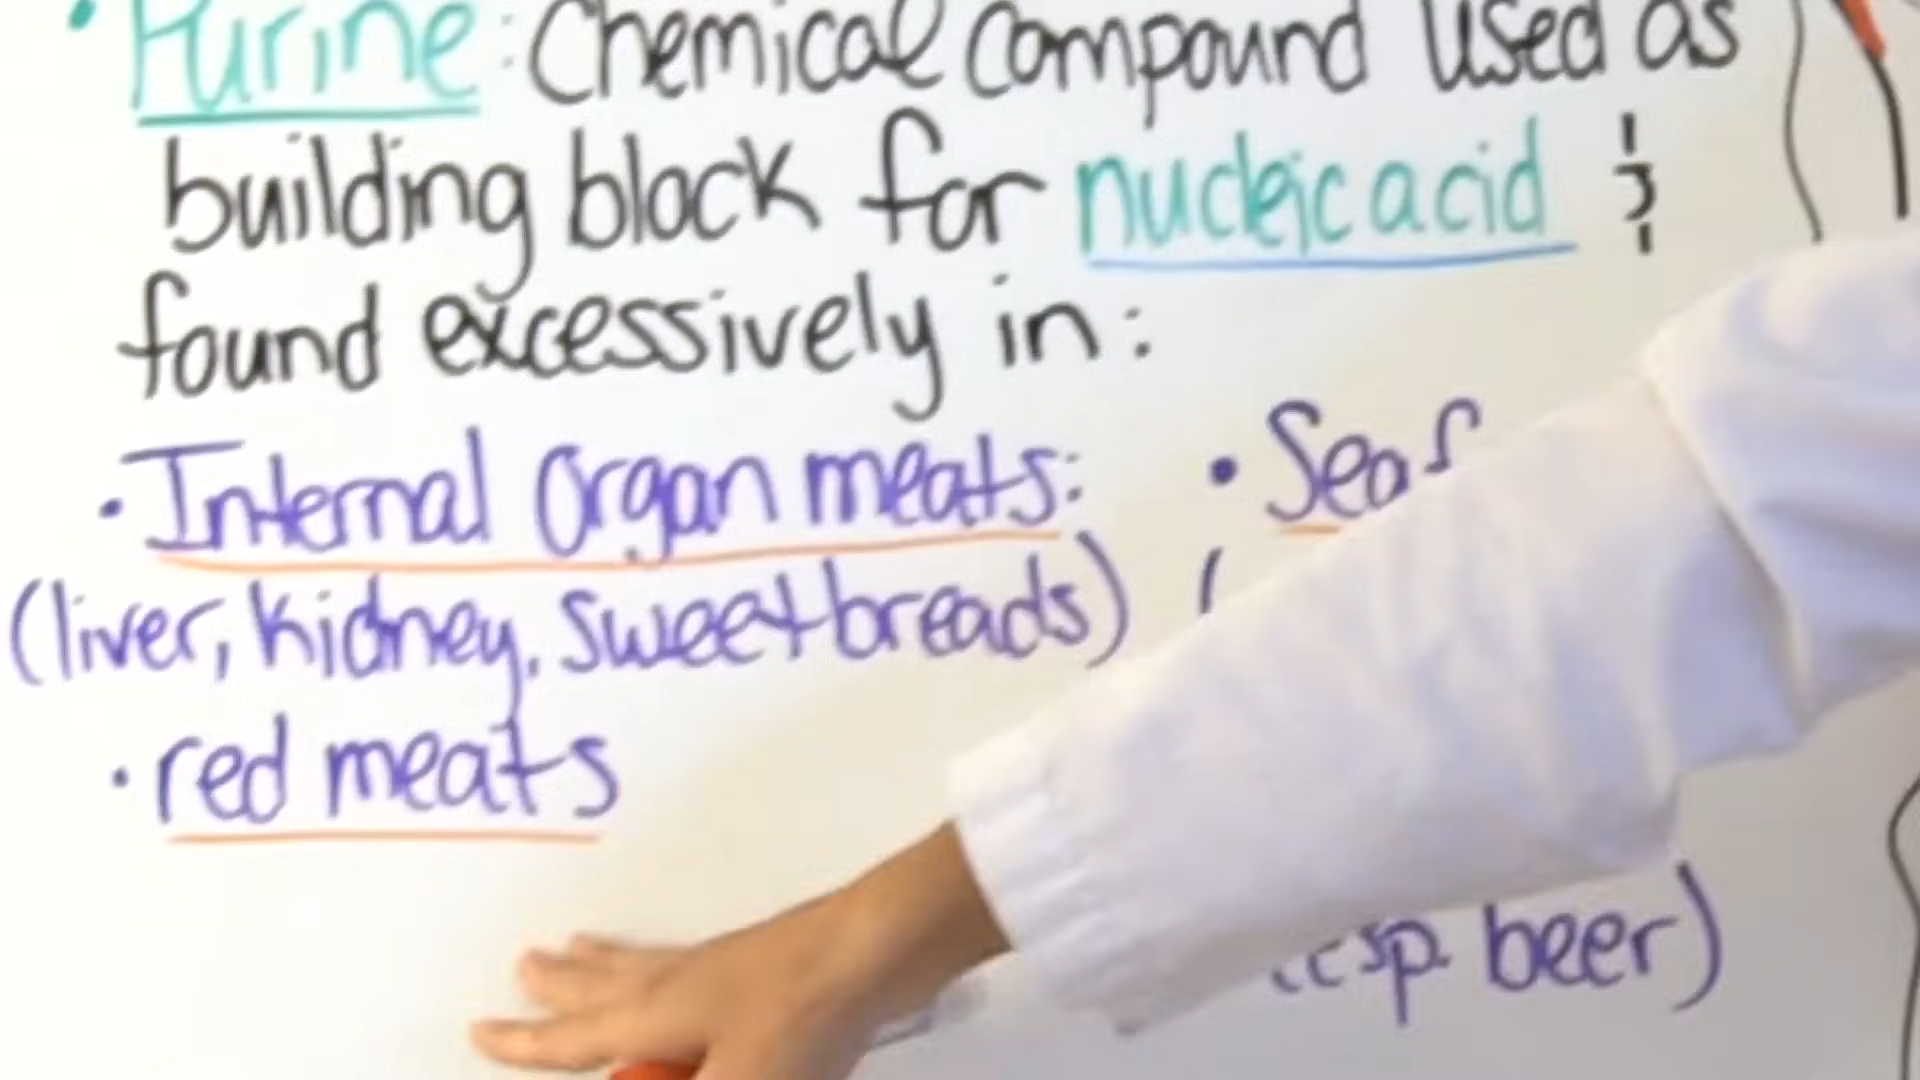 • Purine: Chemical compound used as
building block for nucleic acid &
found excessively in:
• Internal organ meats:
(liver, kidney, sweetbreads)
• red meats
• Seaf
(
esp. beer)